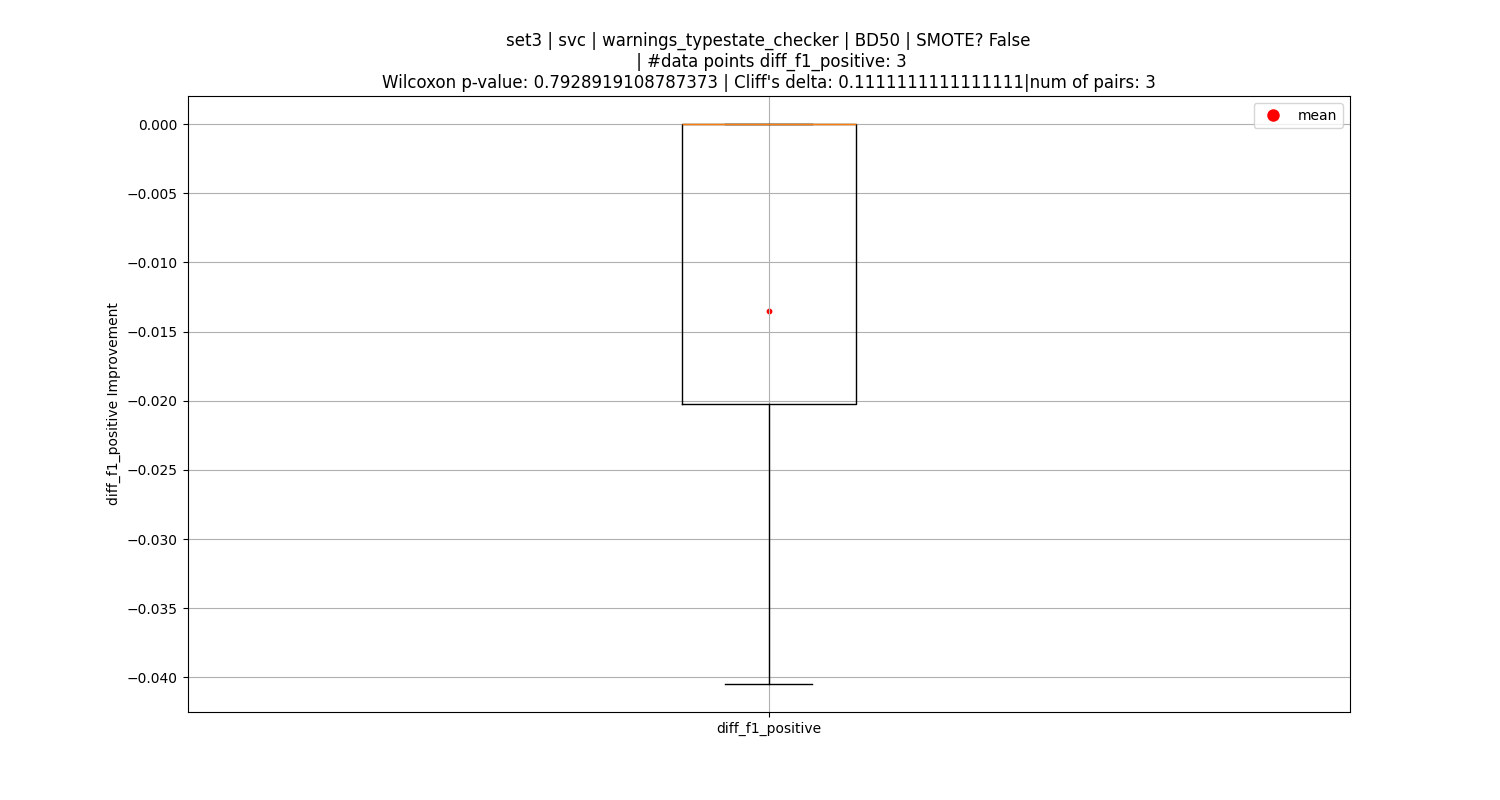 set3 | svc | warnings_typestate_checker | BD50 | SMOTE? False
| #data points diff_f1_positive: 3
Wilcoxon p-value: 0.7928919108787373 | Cliff's delta: 0.1111111111111111|num of pairs: 3
mean
0.000
−0.005
−0.010
−0.015
−0.020
−0.025
−0.030
−0.035
−0.040
diff_f1_positive Improvement
diff_f1_positive